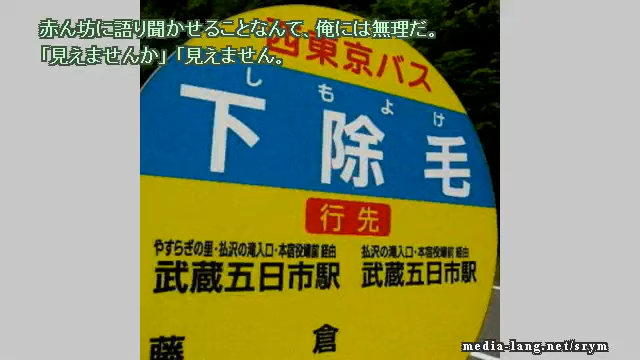 赤ん坊に語り聞かせることなんて、俺には無理だ。
「見えませんか」「見えません。
西東京バス
しもよけ
下除毛
行先
やすらぎの里・払沢の滝入口・本宿役場前 経由
武蔵五日市駅
払沢の滝入口・本宿役場前 経由
武蔵五日市駅
藤倉
media-lang.net/srym